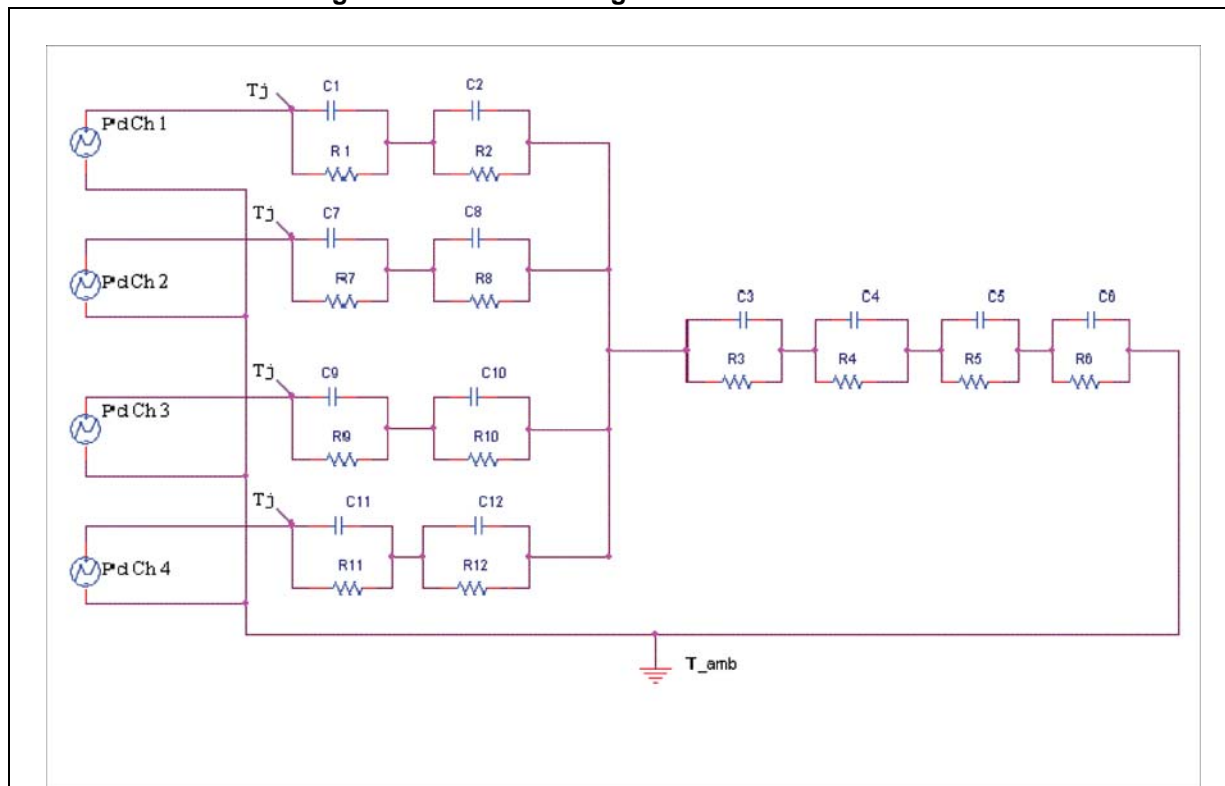 Tj C1 C2
PdCh1
R1 R2
Tj C7 C8
PdCh2
R7 R8
C3 C4 C5 C6
R3 R4 R5 R6
Tj C9 C10
PdCh3
R9 R10
Tj C11 C12
PdCh4
R11 R12
T_amb